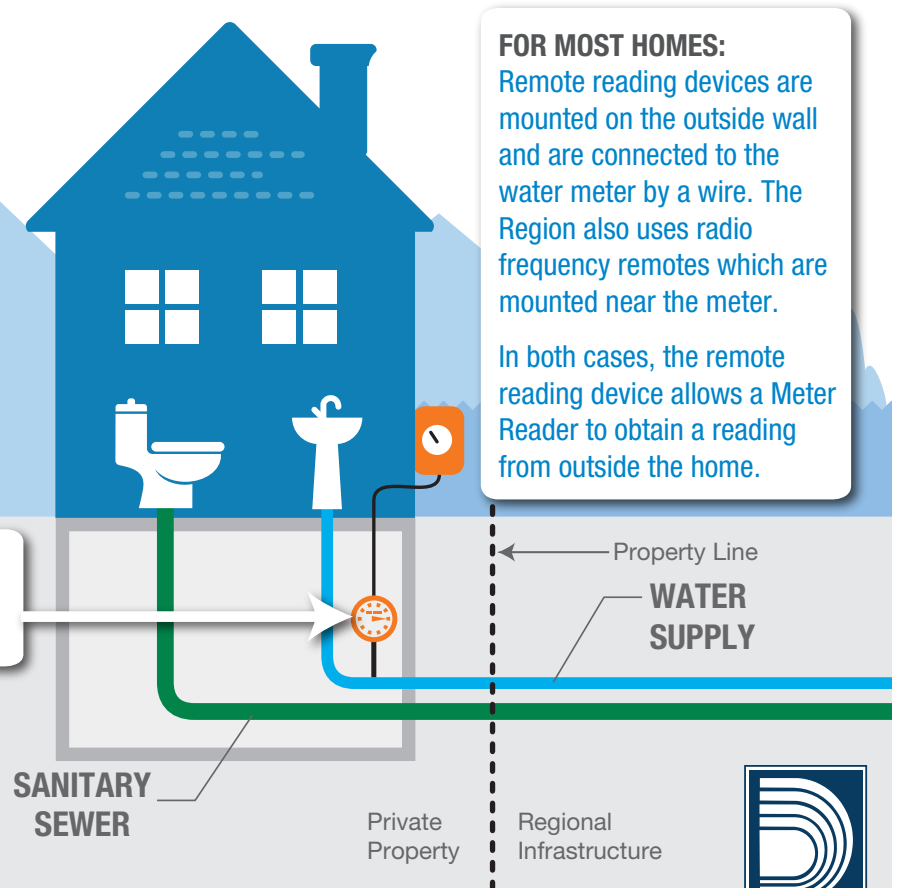 FOR MOST HOMES:
Remote reading devices are
mounted on the outside wall
and are connected to the
water meter by a wire. The
Region also uses radio
frequency remotes which are
mounted near the meter.
In both cases, the remote
reading device allows a Meter
Reader to obtain a reading
from outside the home.
Property Line
WATER
SUPPLY
SANITARY
SEWER
Private
Property
Regional
Infrastructure